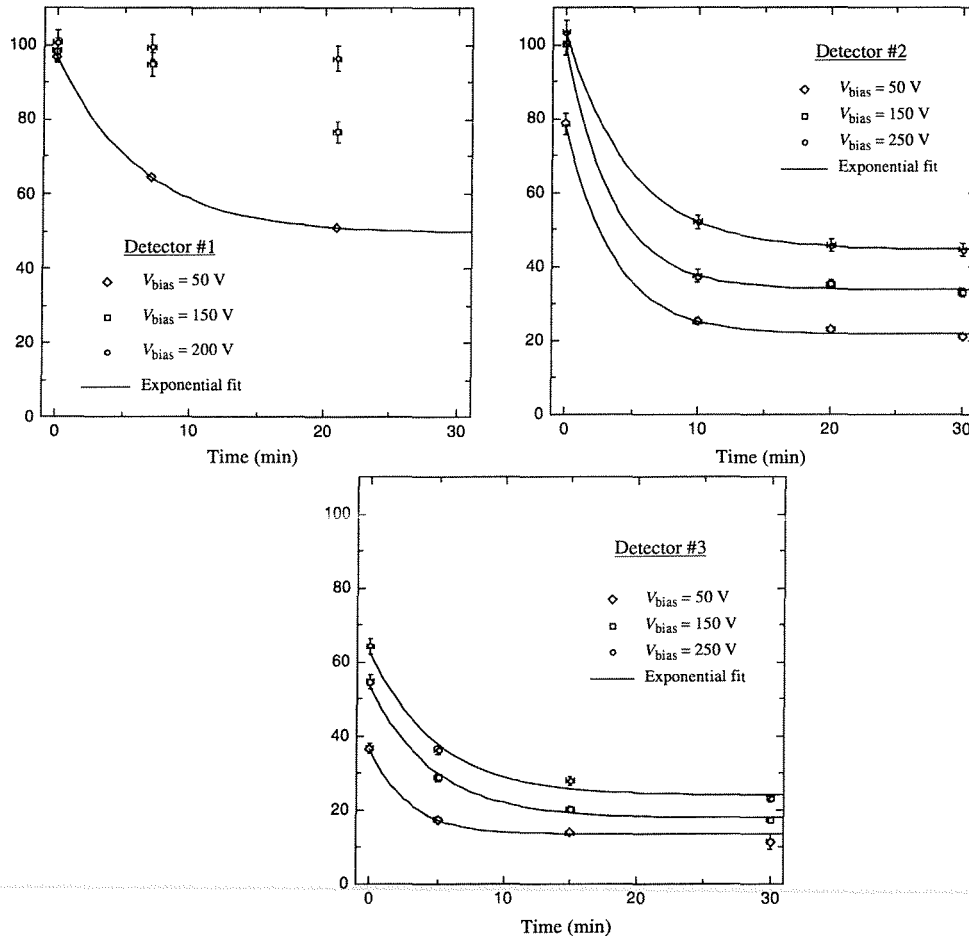 100
80
60
40
20
0
Detector #1
V_bias = 50 V
V_bias = 150 V
V_bias = 200 V
Exponential fit
0 10 20 30
Time (min)
100
80
60
40
20
0
Detector #2
V_bias = 50 V
V_bias = 150 V
V_bias = 250 V
Exponential fit
0 10 20 30
Time (min)
100
80
60
40
20
0
Detector #3
V_bias = 50 V
V_bias = 150 V
V_bias = 250 V
Exponential fit
0 10 20 30
Time (min)